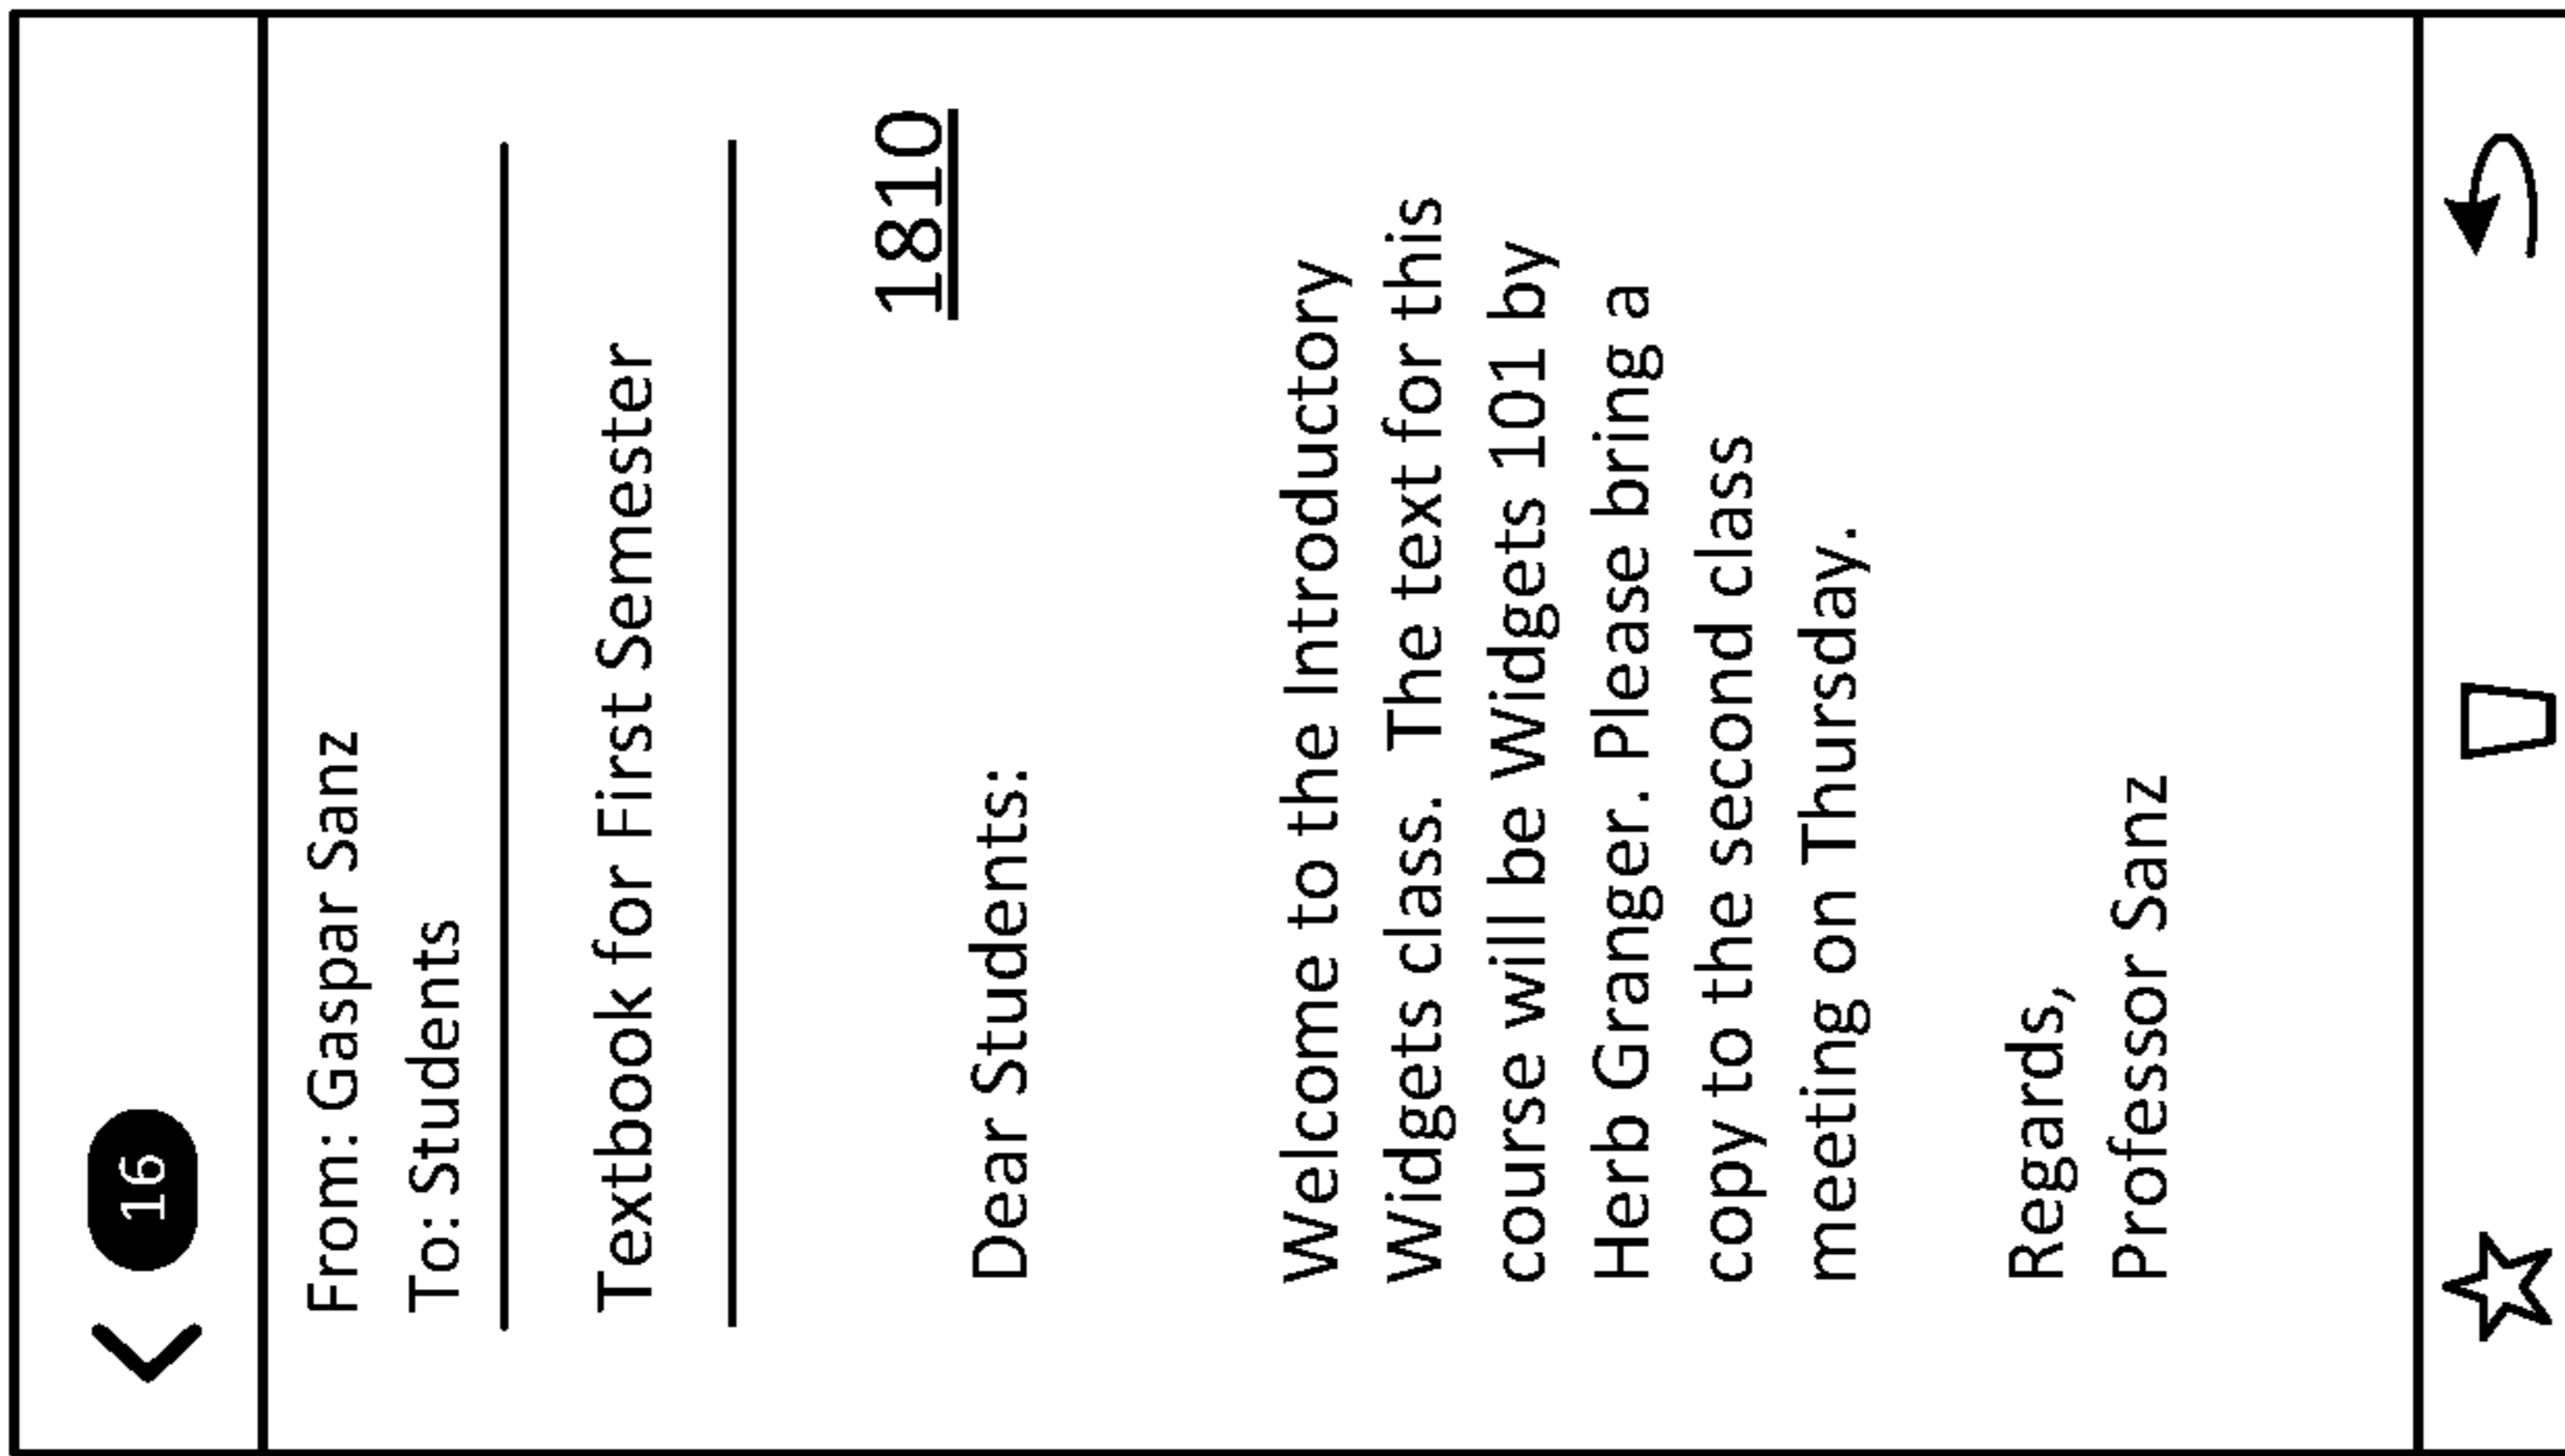 16
From: Gaspar Sanz
To: Students
Textbook for First Semester
1810
Dear Students:
Welcome to the Introductory
Widgets class. The text for this
course will be Widgets 101 by
Herb Granger. Please bring a
copy to the second class
meeting on Thursday.
Regards,
Professor Sanz